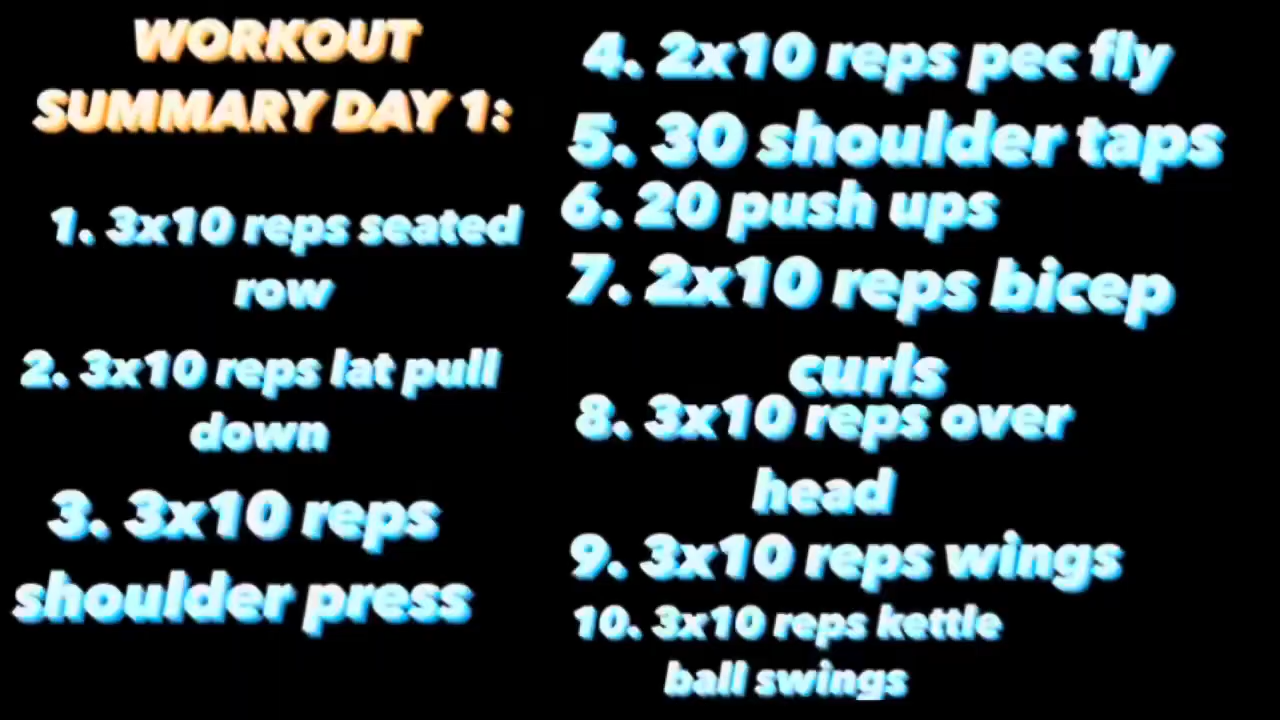 WORKOUT
SUMMARY DAY 1:
1. 3x10 reps seated
row
2. 3x10 reps lat pull
down
3. 3x10 reps
shoulder press
4. 2x10 reps pec fly
5. 30 shoulder taps
6. 20 push ups
7. 2x10 reps bicep
curls
8. 3x10 reps over
head
9. 3x10 reps wings
10. 3x10 reps kettle
ball swings